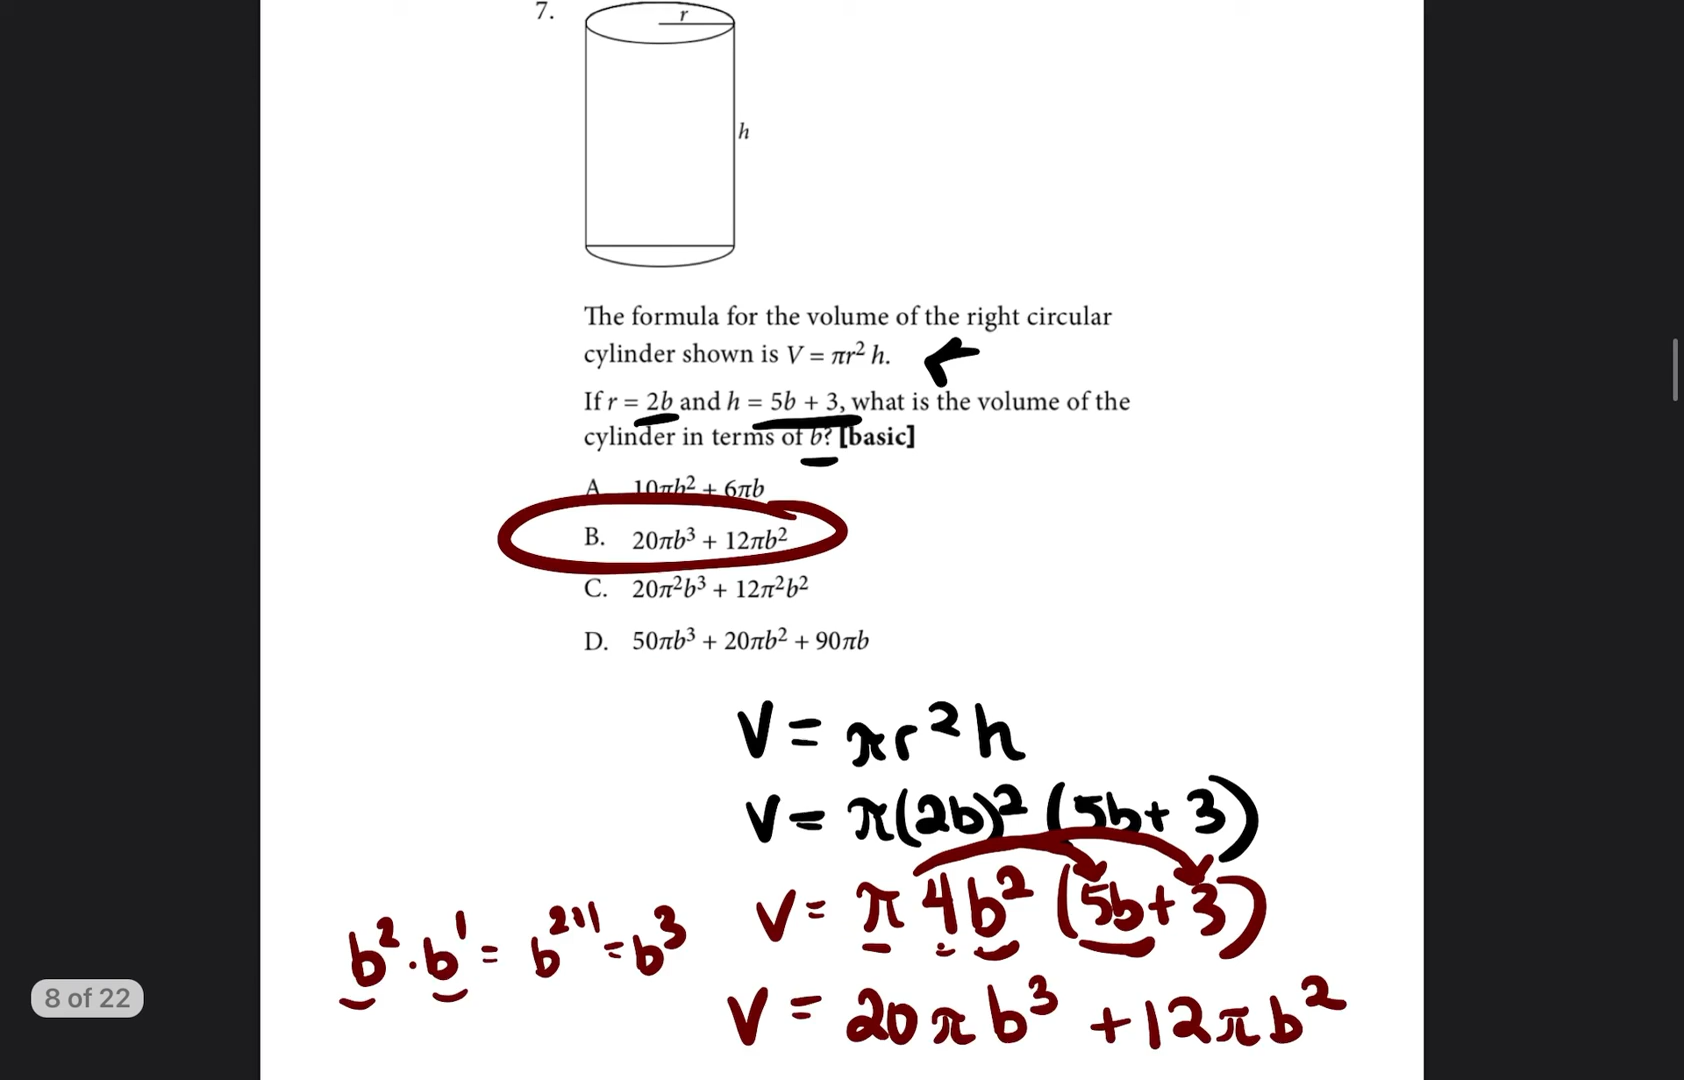 7.
r
h
The formula for the volume of the right circular
cylinder shown is V = πr² h.
If r = 2b and h = 5b + 3, what is the volume of the
cylinder in terms of b? [basic]
A. 10πb² + 6πb
B. 20πb³ + 12πb²
C. 20π²b³ + 12π²b²
D. 50πb³ + 20πb² + 90πb
V = πr²h
V = π(2b)² (5b + 3)
V = π 4b² (5b + 3)
b² · b¹ = b²⁺¹ = b³
V = 20πb³ + 12πb²
8 of 22